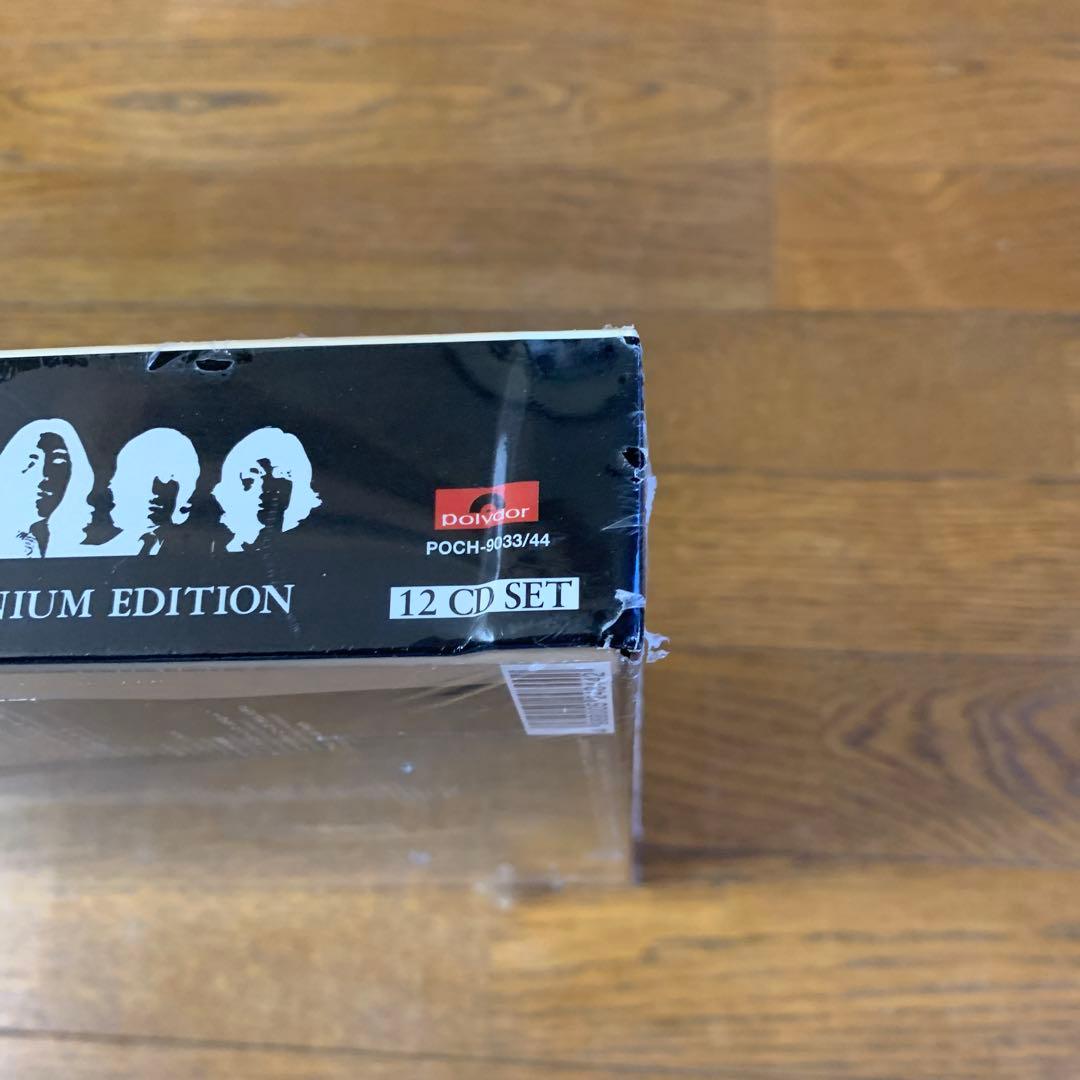 polydor
POCH-9033/44
NIUM EDITION
12 CD SET